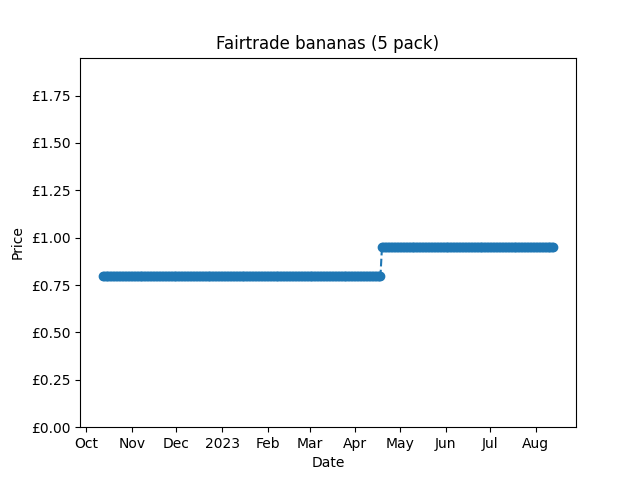 Fairtrade bananas (5 pack)
£1.75
£1.50
£1.25
£1.00
£0.75
£0.50
£0.25
£0.00
Price
Oct Nov Dec 2023 Feb Mar Apr May Jun Jul Aug
Date